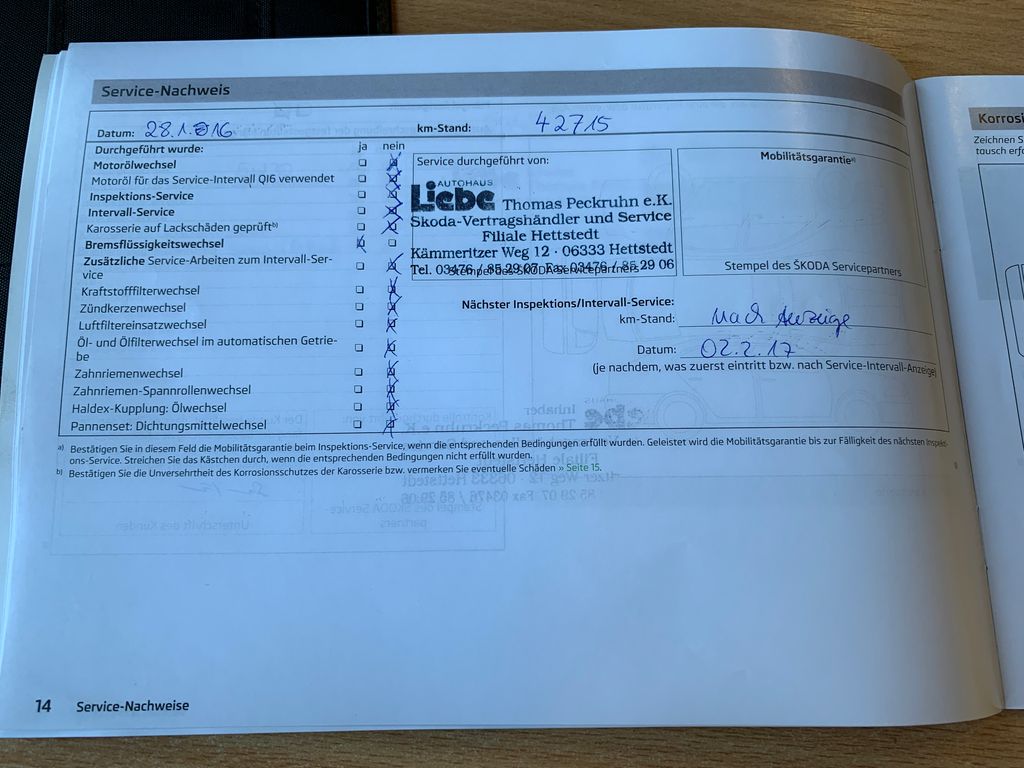 Service-Nachweis
Datum: 28.1.2016 km-Stand: 42715
Durchgeführt wurde: ja nein
Motorölwechsel
Motoröl für das Service-Intervall QI6 verwendet
Inspektions-Service
Intervall-Service
Karosserie auf Lackschäden geprüft b)
Bremsflüssigkeitswechsel
Zusätzliche Service-Arbeiten zum Intervall-Ser-
vice
Kraftstofffilterwechsel
Zündkerzenwechsel
Luftfiltereinsatzwechsel
Öl- und Ölfilterwechsel im automatischen Getrie-
be
Zahnriemenwechsel
Zahnriemen-Spannrollenwechsel
Haldex-Kupplung: Ölwechsel
Pannenset: Dichtungsmittelwechsel
Service durchgeführt von:
AUTOHAUS
Liebe Thomas Peckruhn e.K.
Skoda-Vertragshändler und Service
Filiale Hettstedt
Kämmeritzer Weg 12 · 06333 Hettstedt
Tel. 03476 / 85 29 07 Fax 03476 / 85 29 06
Stempel des ŠKODA Servicepartners
Mobilitätsgarantie a)
Stempel des ŠKODA Servicepartners
Nächster Inspektions/Intervall-Service:
km-Stand: Nach Anzeige
Datum: 02.2.17
(je nachdem, was zuerst eintritt bzw. nach Service-Intervall-Anzeige)
a) Bestätigen Sie in diesem Feld die Mobilitätsgarantie beim Inspektions-Service, wenn die entsprechenden Bedingungen erfüllt wurden. Geleistet wird die Mobilitätsgarantie bis zur Fälligkeit des nächsten Inspekti-
ons-Service. Streichen Sie das Kästchen durch, wenn die entsprechenden Bedingungen nicht erfüllt wurden.
b) Bestätigen Sie die Unversehrtheit des Korrosionsschutzes der Karosserie bzw. vermerken Sie eventuelle Schäden » Seite 15.
14 Service-Nachweise
Korrosi
Zeichnen S
tausch erfo